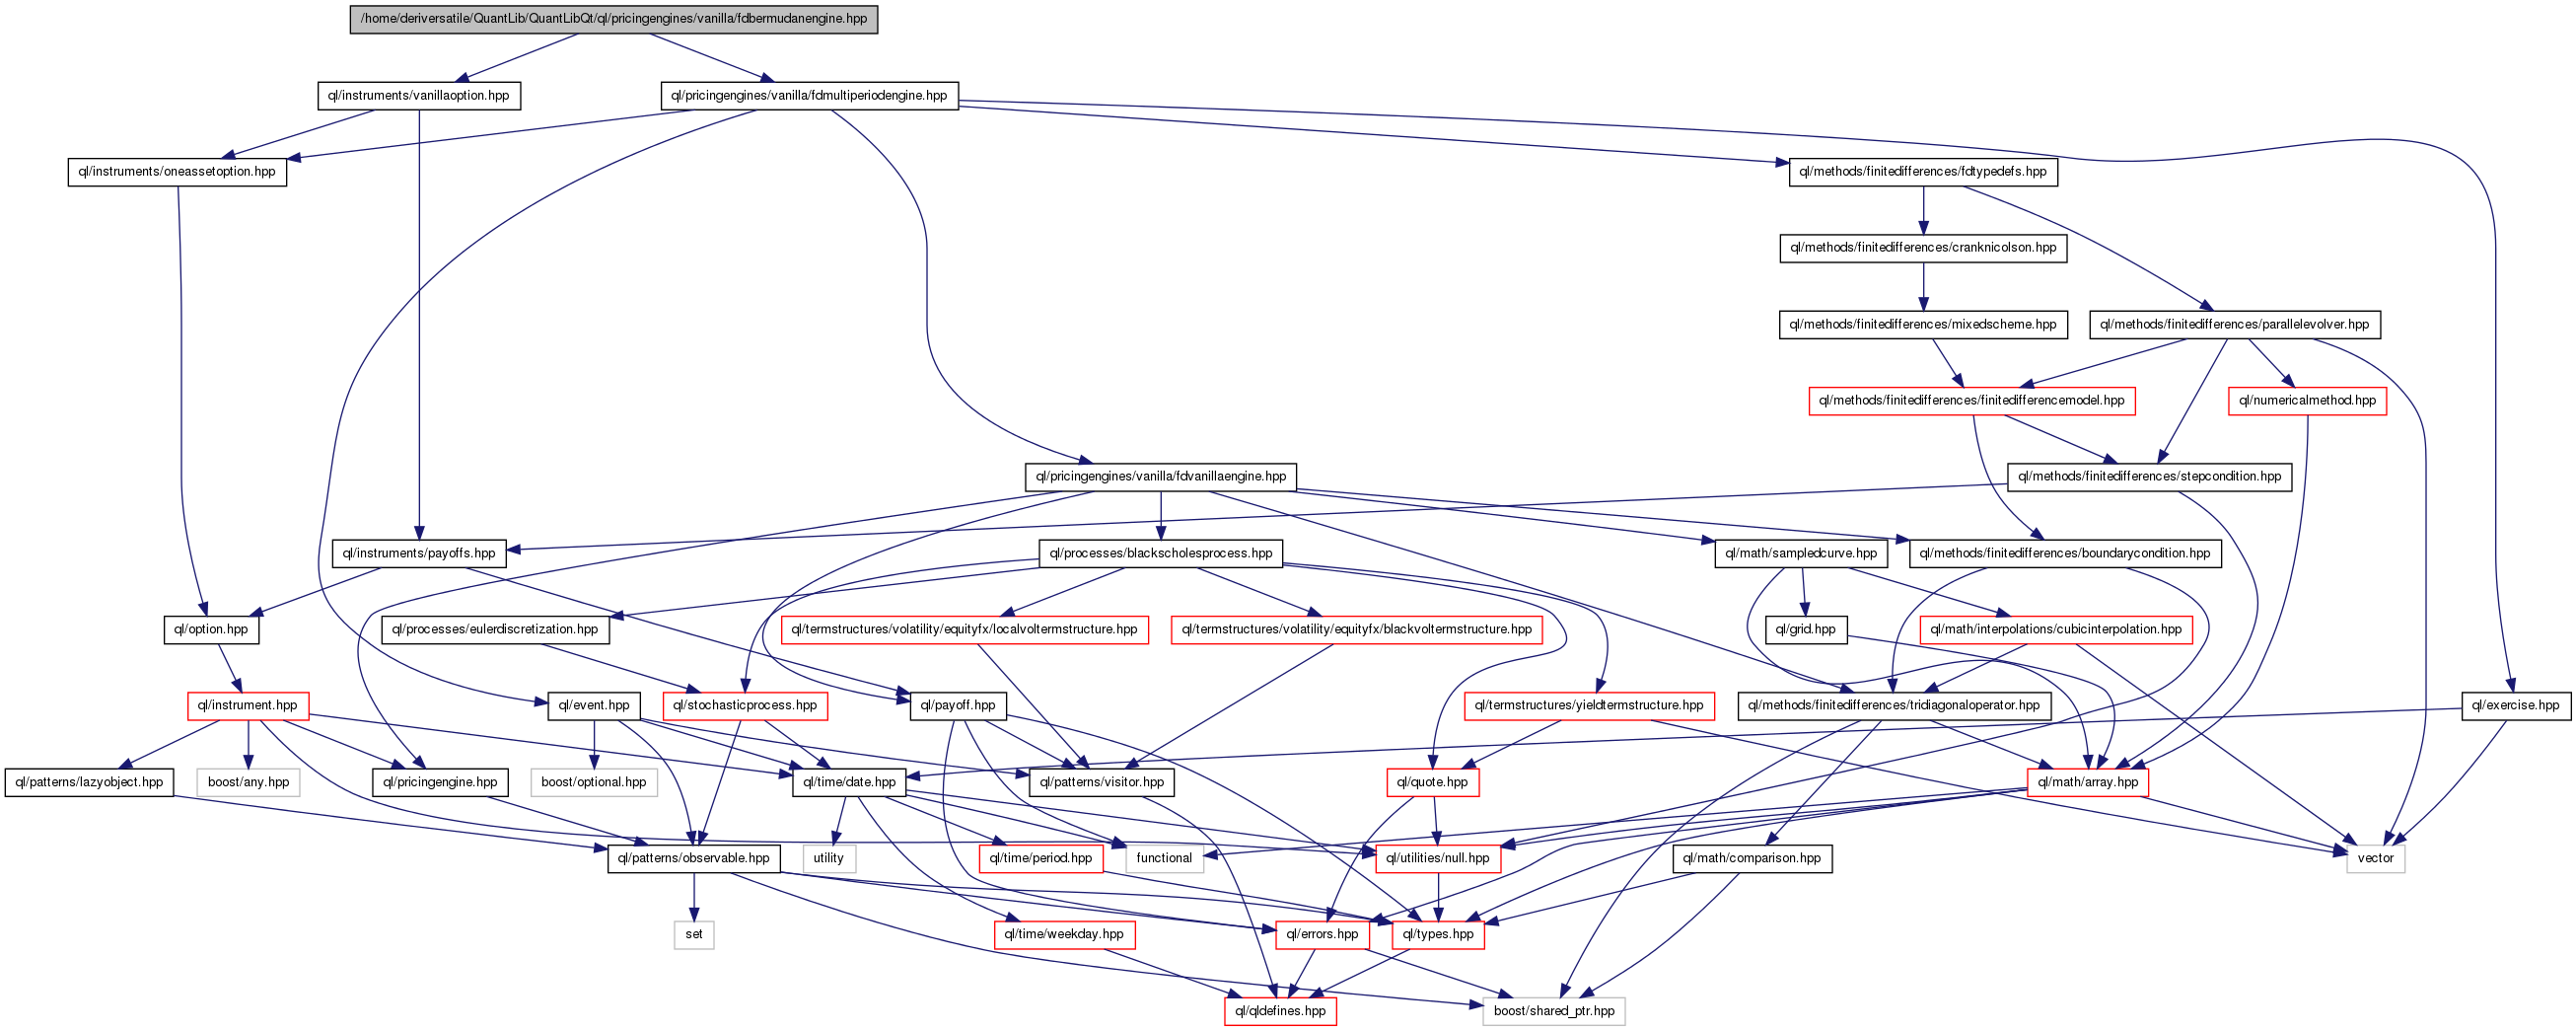 /home/deriversatile/QuantLib/QuantLibQt/ql/pricingengines/vanilla/fdbermudanengine.hpp
ql/instruments/vanillaoption.hpp
ql/pricingengines/vanilla/fdmultiperiodengine.hpp
ql/instruments/oneassetoption.hpp
ql/methods/finitedifferences/fdtypedefs.hpp
ql/methods/finitedifferences/cranknicolson.hpp
ql/methods/finitedifferences/mixedscheme.hpp
ql/methods/finitedifferences/parallelevolver.hpp
ql/methods/finitedifferences/finitedifferencemodel.hpp
ql/numericalmethod.hpp
ql/pricingengines/vanilla/fdvanillaengine.hpp
ql/methods/finitedifferences/stepcondition.hpp
ql/instruments/payoffs.hpp
ql/processes/blackscholesprocess.hpp
ql/math/sampledcurve.hpp
ql/methods/finitedifferences/boundarycondition.hpp
ql/option.hpp
ql/processes/eulerdiscretization.hpp
ql/termstructures/volatility/equityfx/localvoltermstructure.hpp
ql/termstructures/volatility/equityfx/blackvoltermstructure.hpp
ql/grid.hpp
ql/math/interpolations/cubicinterpolation.hpp
ql/instrument.hpp
ql/event.hpp
ql/stochasticprocess.hpp
ql/payoff.hpp
ql/termstructures/yieldtermstructure.hpp
ql/methods/finitedifferences/tridiagonaloperator.hpp
ql/exercise.hpp
ql/patterns/lazyobject.hpp
boost/any.hpp
ql/pricingengine.hpp
boost/optional.hpp
ql/time/date.hpp
ql/patterns/visitor.hpp
ql/quote.hpp
ql/math/array.hpp
ql/patterns/observable.hpp
utility
ql/time/period.hpp
functional
ql/utilities/null.hpp
ql/math/comparison.hpp
vector
set
ql/time/weekday.hpp
ql/errors.hpp
ql/types.hpp
ql/qldefines.hpp
boost/shared_ptr.hpp